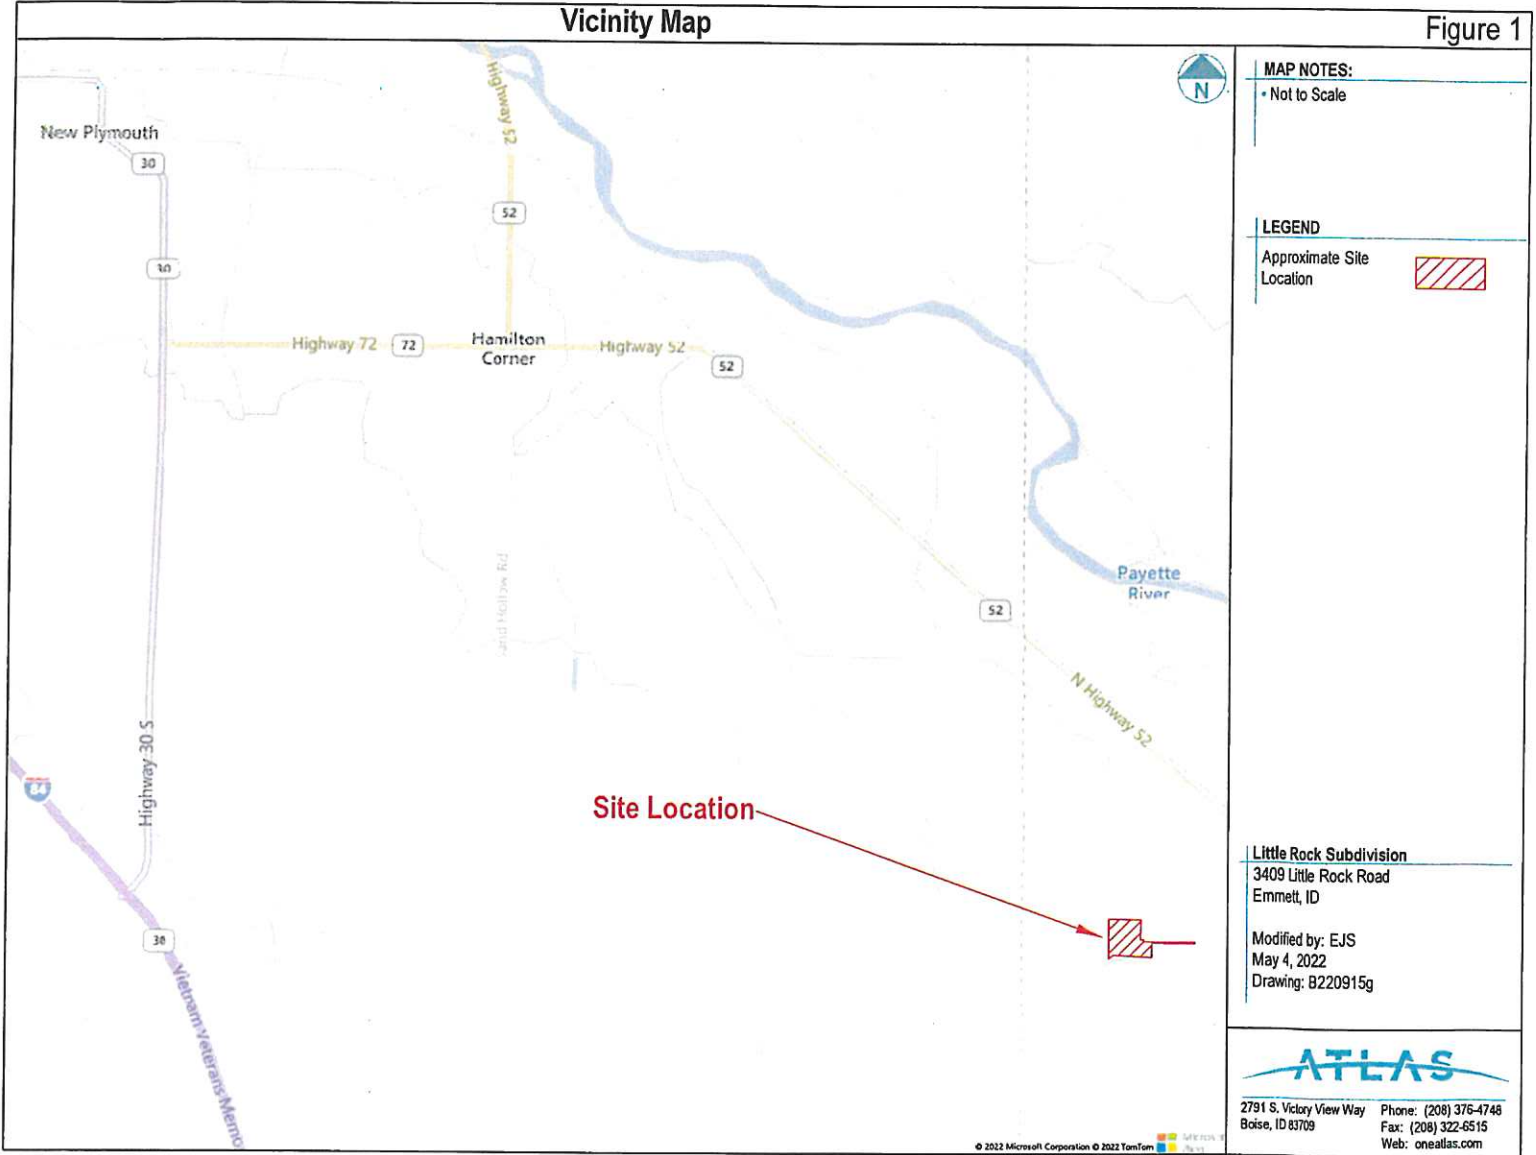 Vicinity Map
Figure 1
N
MAP NOTES:
• Not to Scale
LEGEND
Approximate Site
Location
New Plymouth
30
30
Highway 52
52
Highway 72
72
Hamilton
Corner
Highway 52
52
52
Payette
River
N Highway 52
Hollow Rd
Highway 30 S
84
30
Vietnam Veterans Memo
Site Location
Little Rock Subdivision
3409 Little Rock Road
Emmett, ID
Modified by: EJS
May 4, 2022
Drawing: B220915g
ATLAS
2791 S. Victory View Way
Boise, ID 83709
Phone: (208) 376-4748
Fax: (208) 322-6515
Web: oneatlas.com
© 2022 Microsoft Corporation © 2022 TomTom